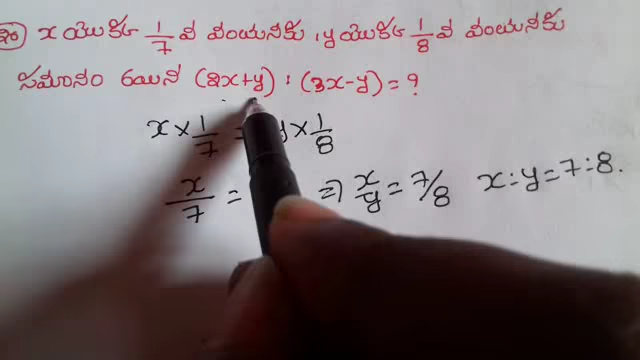 x యొక్క 1/7 వ వంతునకు, y యొక్క 1/8 వ వంతునకు
సమానం అయిన (2x+y) : (3x-y) = ?
x × 1/7 = y × 1/8
x/7 = ⇒ x/y = 7/8 x:y = 7:8.